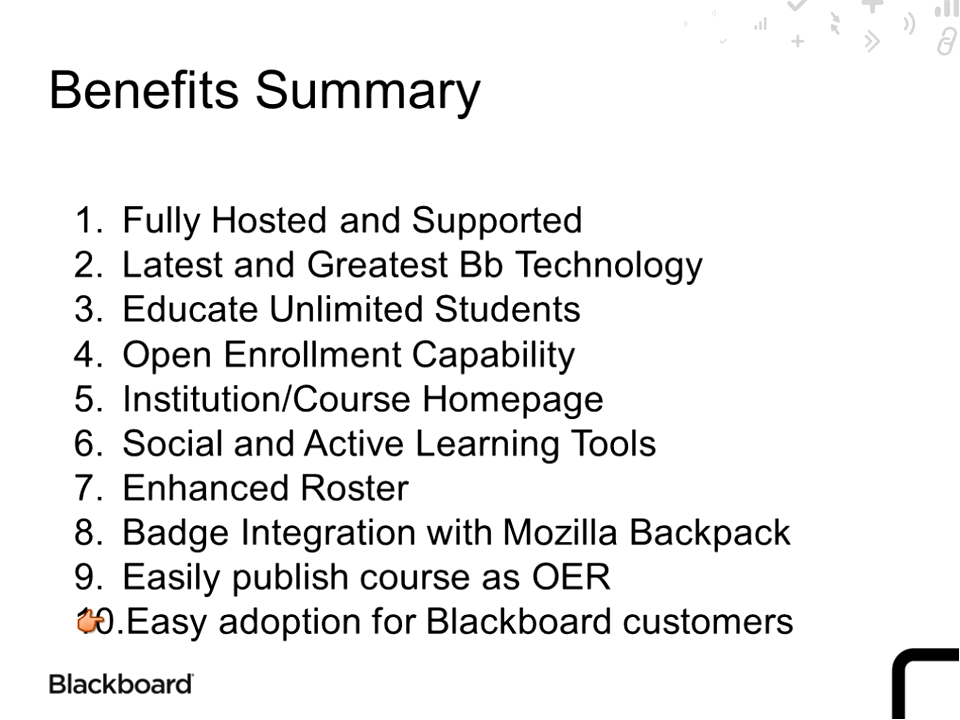 Benefits Summary
1. Fully Hosted and Supported
2. Latest and Greatest Bb Technology
3. Educate Unlimited Students
4. Open Enrollment Capability
5. Institution/Course Homepage
6. Social and Active Learning Tools
7. Enhanced Roster
8. Badge Integration with Mozilla Backpack
9. Easily publish course as OER
10.Easy adoption for Blackboard customers
Blackboard